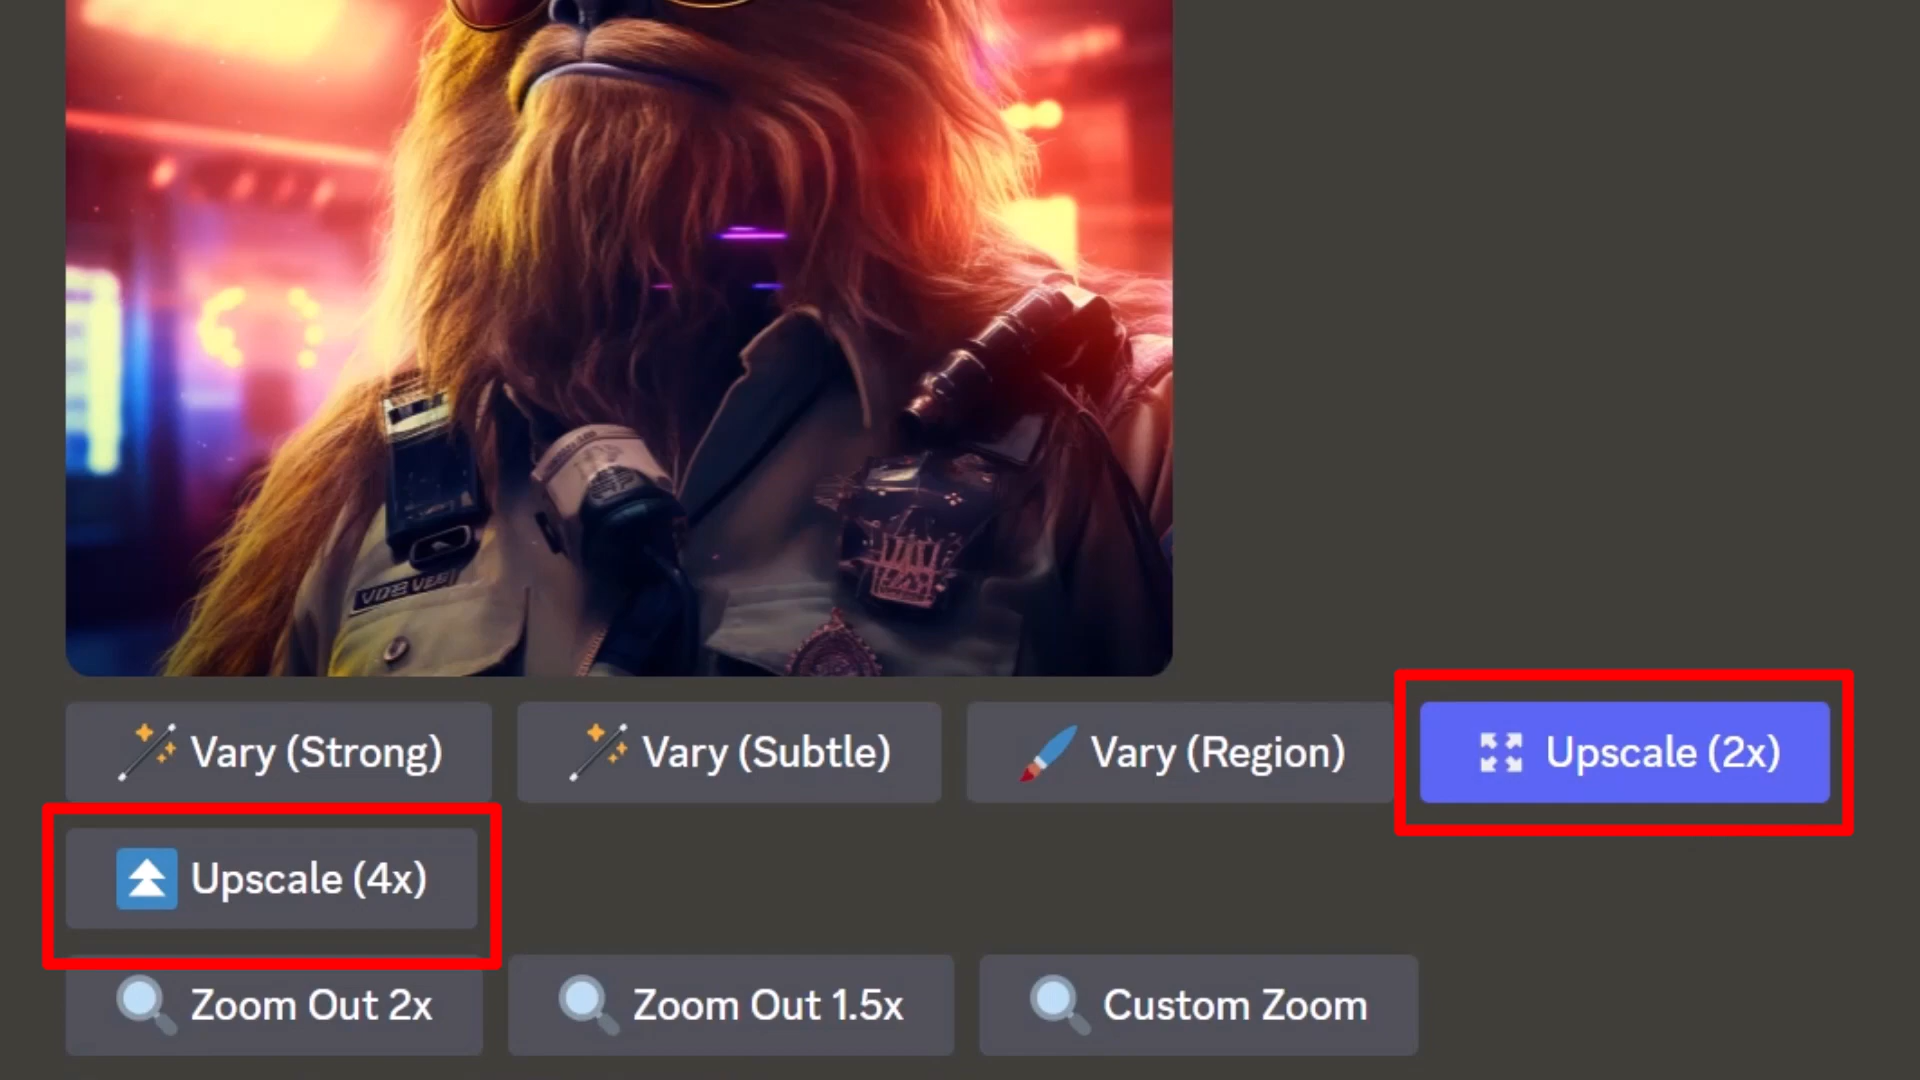 Vary (Strong)
Vary (Subtle)
Vary (Region)
Upscale (2x)
Upscale (4x)
Zoom Out 2x
Zoom Out 1.5x
Custom Zoom